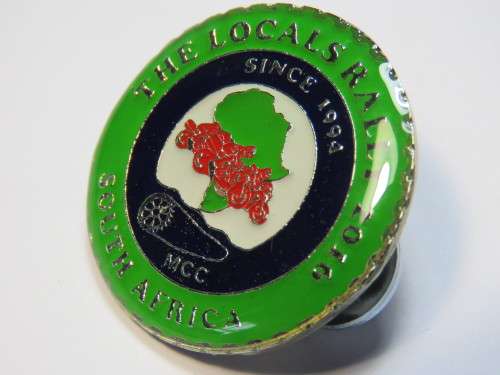 THE LOCALS RALLY 2016
SINCE 1994
MCC
SOUTH AFRICA